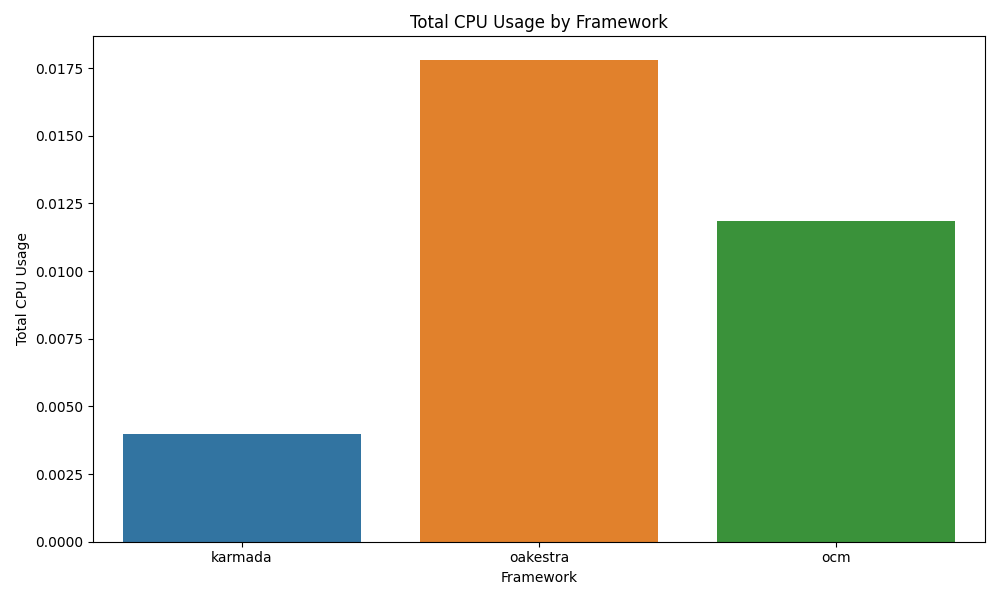 Total CPU Usage by Framework
Total CPU Usage
0.0175
0.0150
0.0125
0.0100
0.0075
0.0050
0.0025
0.0000
karmada
oakestra
ocm
Framework